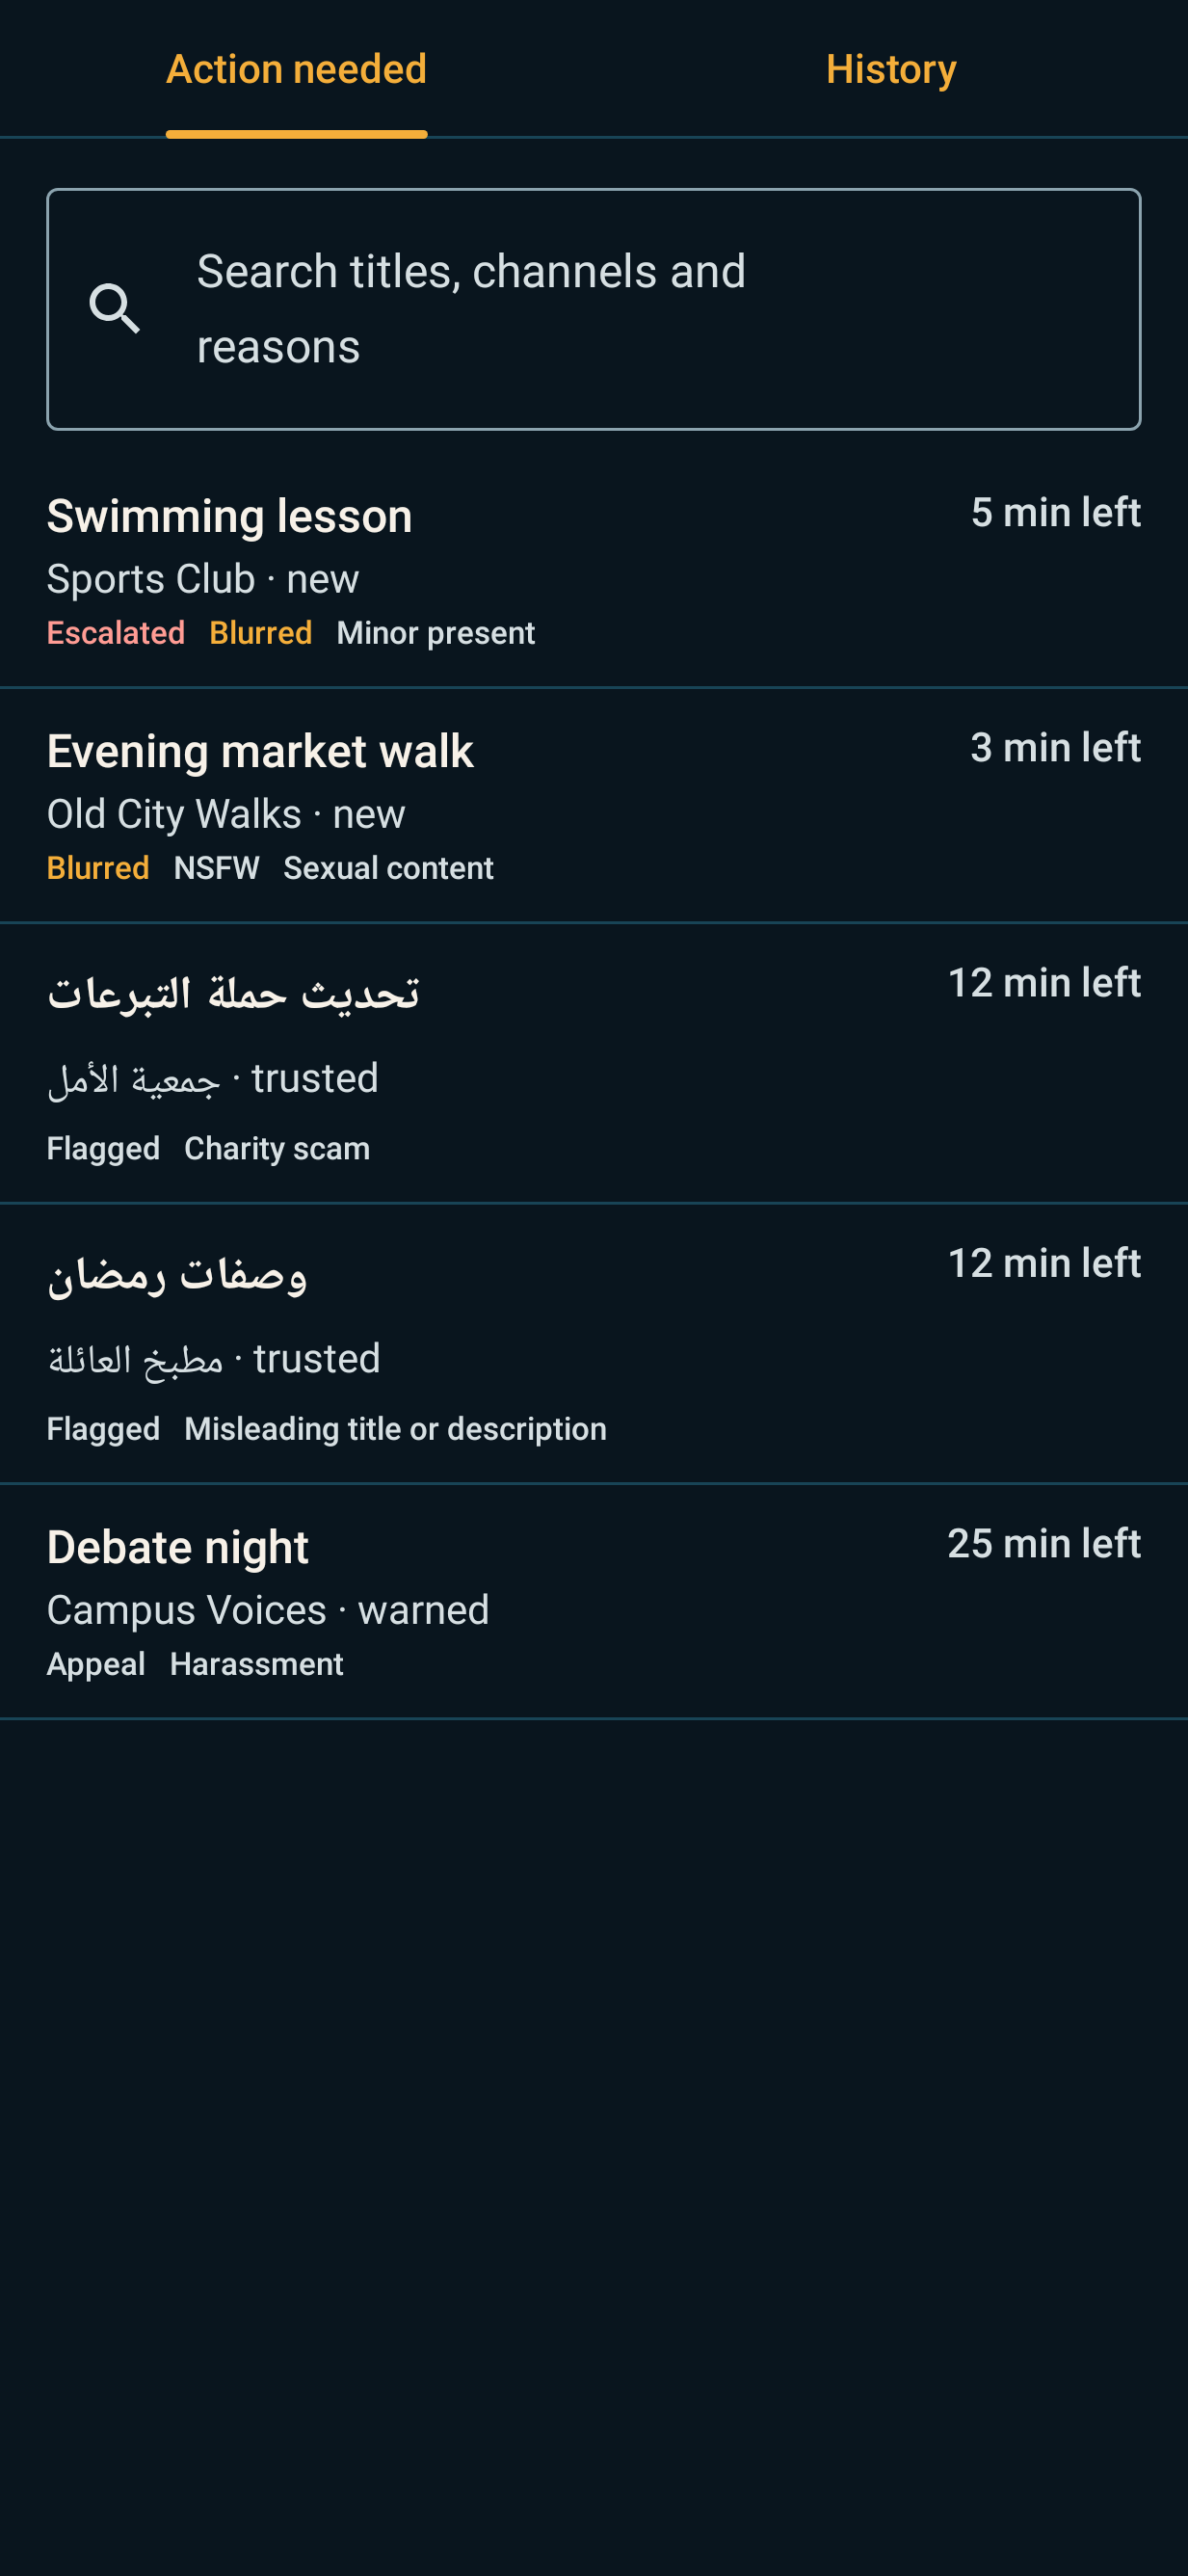 Action needed
History
Search titles, channels and
reasons
Swimming lesson
5 min left
Sports Club · new
Escalated Blurred Minor present
Evening market walk
3 min left
Old City Walks · new
Blurred NSFW Sexual content
تحديث حملة التبرعات
12 min left
جمعية الأمل · trusted
Flagged Charity scam
وصفات رمضان
12 min left
مطبخ العائلة · trusted
Flagged Misleading title or description
Debate night
25 min left
Campus Voices · warned
Appeal Harassment